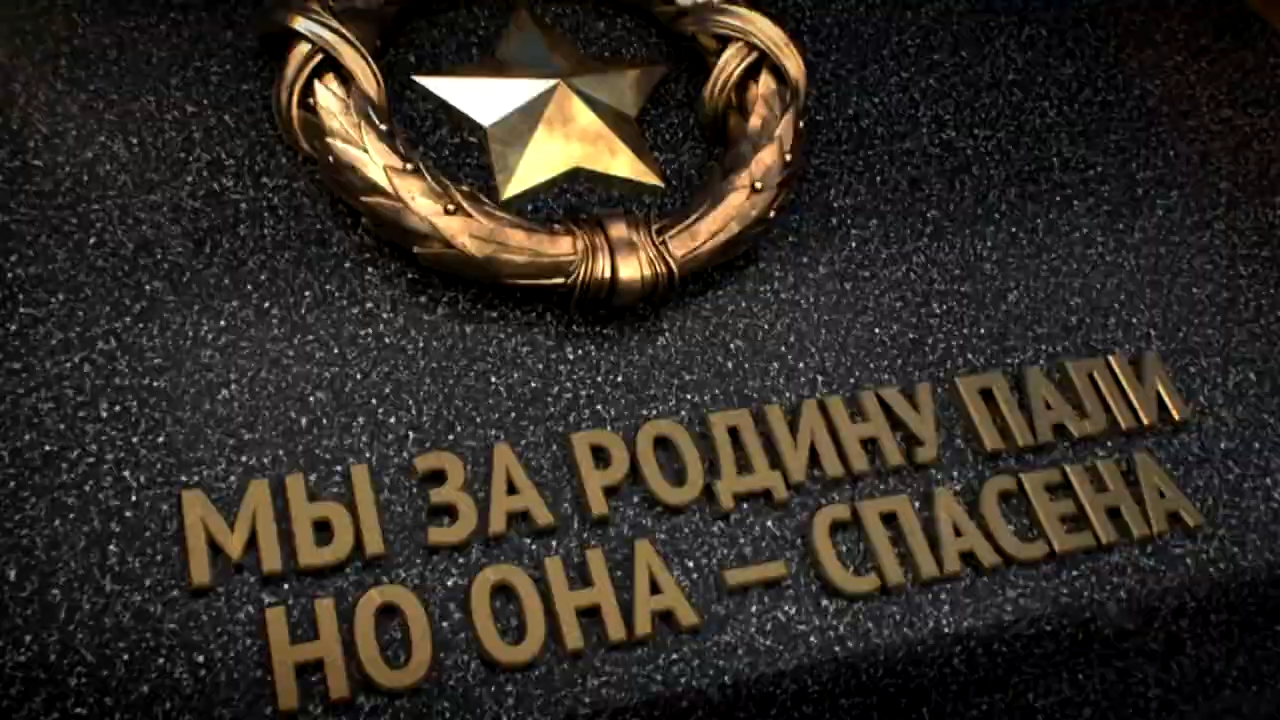 МЫ ЗА РОДИНУ ПАЛИ
НО ОНА – СПАСЕНА